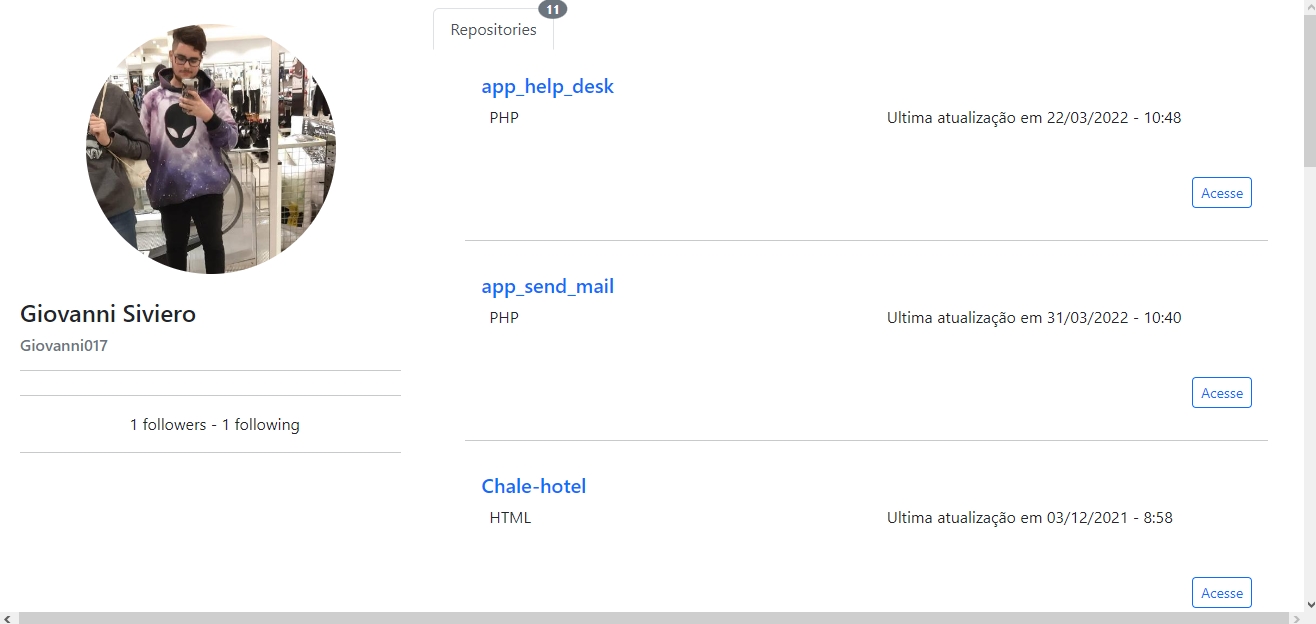 Repositories
11
app_help_desk
PHP
Ultima atualização em 22/03/2022 - 10:48
Acesse
app_send_mail
PHP
Ultima atualização em 31/03/2022 - 10:40
Acesse
Chale-hotel
HTML
Ultima atualização em 03/12/2021 - 8:58
Acesse
Giovanni Siviero
Giovanni017
1 followers - 1 following